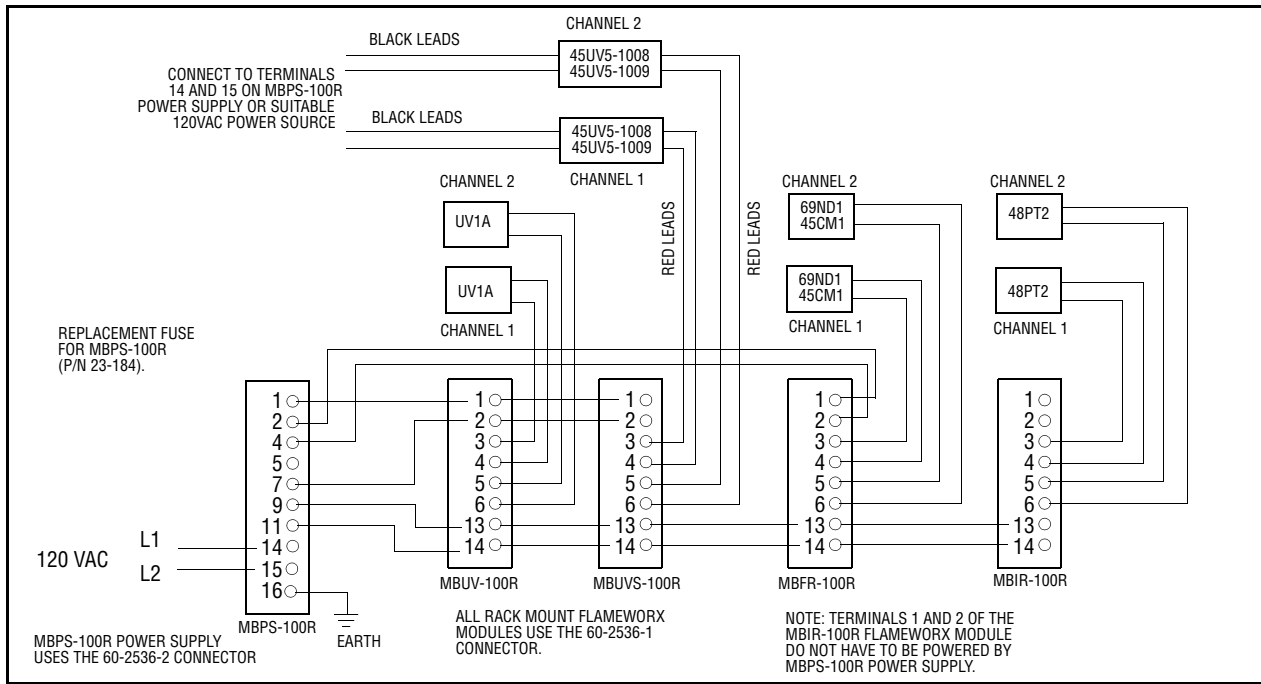 CHANNEL 2
BLACK LEADS
45UV5-1008
45UV5-1009
CONNECT TO TERMINALS
14 AND 15 ON MBPS-100R
POWER SUPPLY OR SUITABLE
120VAC POWER SOURCE
BLACK LEADS
45UV5-1008
45UV5-1009
CHANNEL 1
CHANNEL 2
UV1A
UV1A
CHANNEL 1
RED LEADS
RED LEADS
CHANNEL 2
69ND1
45CM1
69ND1
45CM1
CHANNEL 1
CHANNEL 2
48PT2
48PT2
CHANNEL 1
REPLACEMENT FUSE
FOR MBPS-100R
(P/N 23-184).
1
2
4
5
7
9
11
14
15
16
MBPS-100R
120 VAC
L1
L2
EARTH
MBPS-100R POWER SUPPLY
USES THE 60-2536-2 CONNECTOR
1
2
3
4
5
6
13
14
MBUV-100R
1
2
3
4
5
6
13
14
MBUVS-100R
ALL RACK MOUNT FLAMEWORX
MODULES USE THE 60-2536-1
CONNECTOR.
1
2
3
4
5
6
13
14
MBFR-100R
1
2
3
4
5
6
13
14
MBIR-100R
NOTE: TERMINALS 1 AND 2 OF THE
MBIR-100R FLAMEWORX MODULE
DO NOT HAVE TO BE POWERED BY
MBPS-100R POWER SUPPLY.